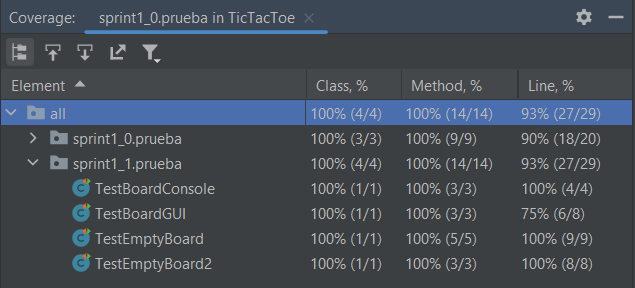 Coverage: sprint1_0.prueba in TicTacToe
Element Class, % Method, % Line, %
all 100% (4/4) 100% (14/14) 93% (27/29)
sprint1_0.prueba 100% (3/3) 100% (9/9) 90% (18/20)
sprint1_1.prueba 100% (4/4) 100% (14/14) 93% (27/29)
TestBoardConsole 100% (1/1) 100% (3/3) 100% (4/4)
TestBoardGUI 100% (1/1) 100% (3/3) 75% (6/8)
TestEmptyBoard 100% (1/1) 100% (5/5) 100% (9/9)
TestEmptyBoard2 100% (1/1) 100% (3/3) 100% (8/8)